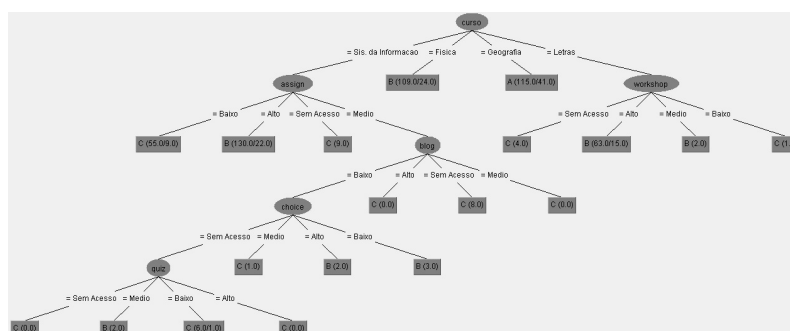 curso
= Sis. da Informacao = Fisica = Geografia = Letras
assign B (109.0/24.0) A (115.0/41.0) workshop
= Baixo = Alto = Sem Acesso = Medio = Sem Acesso = Alto = Medio = Baixo
C (55.0/9.0) B (130.0/22.0) C (9.0) blog C (4.0) B (63.0/15.0) B (2.0) C (1.
= Baixo = Alto = Sem Acesso = Medio
choice C (0.0) C (8.0) C (0.0)
= Sem Acesso = Medio = Alto = Baixo
quiz C (1.0) B (2.0) B (3.0)
= Sem Acesso = Medio = Baixo = Alto
C (0.0) B (2.0) C (6.0/1.0) C (0.0)